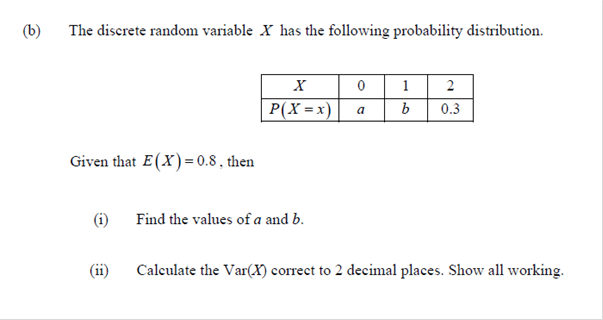 (b) The discrete random variable X has the following probability distribution.
X 0 1 2
P(X = x) a b 0.3
Given that E(X) = 0.8 , then
(i) Find the values of a and b.
(ii) Calculate the Var(X) correct to 2 decimal places. Show all working.